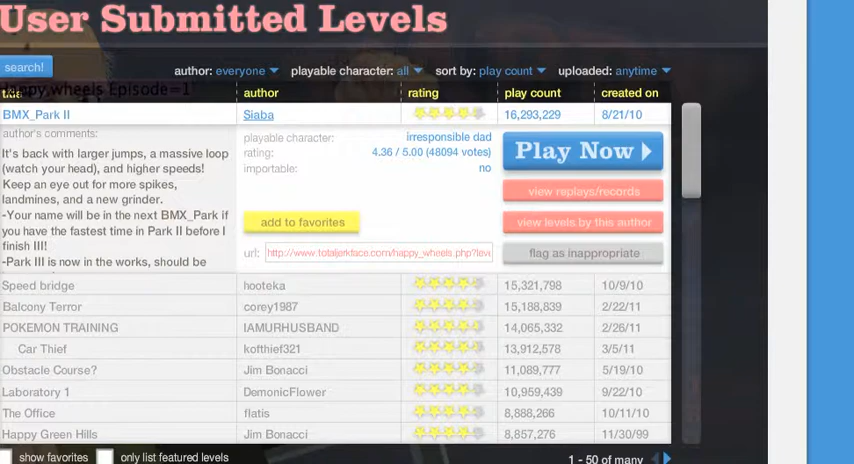 User Submitted Levels
search!
author: everyone playable character: all sort by: play count uploaded: anytime
Happy wheels Episode=1
title author rating play count created on
BMX_Park II Siaba 16,293,229 8/21/10
author's comments:
It's back with larger jumps, a massive loop
(watch your head), and higher speeds!
Keep an eye out for more spikes,
landmines, and a new grinder.
-Your name will be in the next BMX_Park if
you have the fastest time in Park II before I
finish III!
-Park III is now in the works, should be
playable character: irresponsible dad
rating: 4.36 / 5.00 (48094 votes)
importable: no
add to favorites
url: http://www.totaljerkface.com/happy_wheels.php?leve
Play Now
view replays/records
view levels by this author
flag as inappropriate
Speed bridge hooteka 15,321,798 10/9/10
Balcony Terror corey1987 15,188,839 2/22/11
POKEMON TRAINING IAMURHUSBAND 14,065,332 2/26/11
Car Thief kofthief321 13,912,578 3/5/11
Obstacle Course? Jim Bonacci 11,089,777 5/19/10
Laboratory 1 DemonicFlower 10,959,439 9/22/10
The Office flatis 8,888,266 10/11/10
Happy Green Hills Jim Bonacci 8,857,276 11/30/99
show favorites only list featured levels 1 - 50 of many